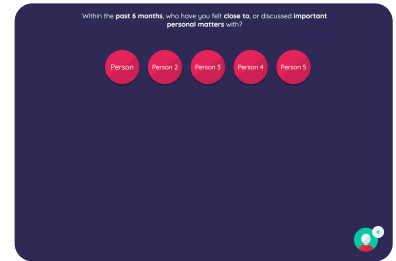 Within the past 6 months, who have you felt close to, or discussed important
personal matters with?
Person Person 2 Person 3 Person 4 Person 5